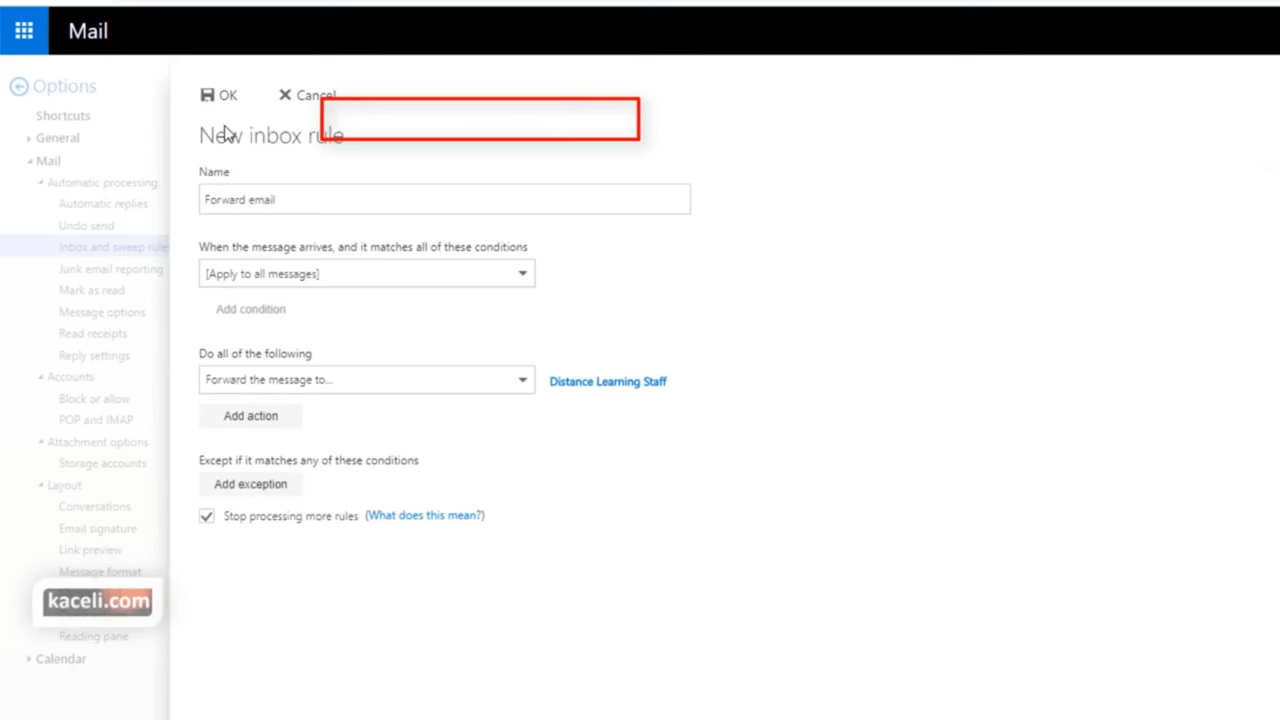 Mail
Options
Shortcuts
General
Mail
Automatic processing
Automatic replies
Undo send
Inbox and sweep rules
Junk email reporting
Mark as read
Message options
Read receipts
Reply settings
Accounts
Block or allow
POP and IMAP
Attachment options
Storage accounts
Layout
Conversations
Email signature
Link preview
Message format
kaceli.com
Reading pane
Calendar
OK Cancel
New inbox rule
Name
Forward email
When the message arrives, and it matches all of these conditions
[Apply to all messages]
Add condition
Do all of the following
Forward the message to... Distance Learning Staff
Add action
Except if it matches any of these conditions
Add exception
Stop processing more rules (What does this mean?)